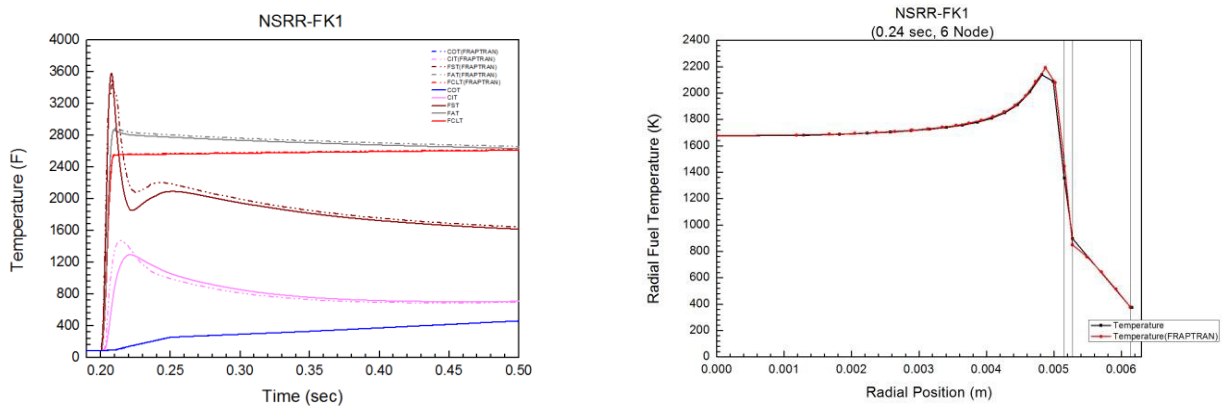 NSRR-FK1
4000
3600
3200
2800
2400
2000
1600
1200
800
400
0
Temperature (F)
COT(FRAPTRAN)
CIT(FRAPTRAN)
FST(FRAPTRAN)
FAT(FRAPTRAN)
FCLT(FRAPTRAN)
COT
CIT
FST
FAT
FCLT
0.20 0.25 0.30 0.35 0.40 0.45 0.50
Time (sec)
NSRR-FK1
(0.24 sec, 6 Node)
2400
2200
2000
1800
1600
1400
1200
1000
800
600
400
200
0
Radial Fuel Temperature (K)
Temperature
Temperature(FRAPTRAN)
0.000 0.001 0.002 0.003 0.004 0.005 0.006
Radial Position (m)